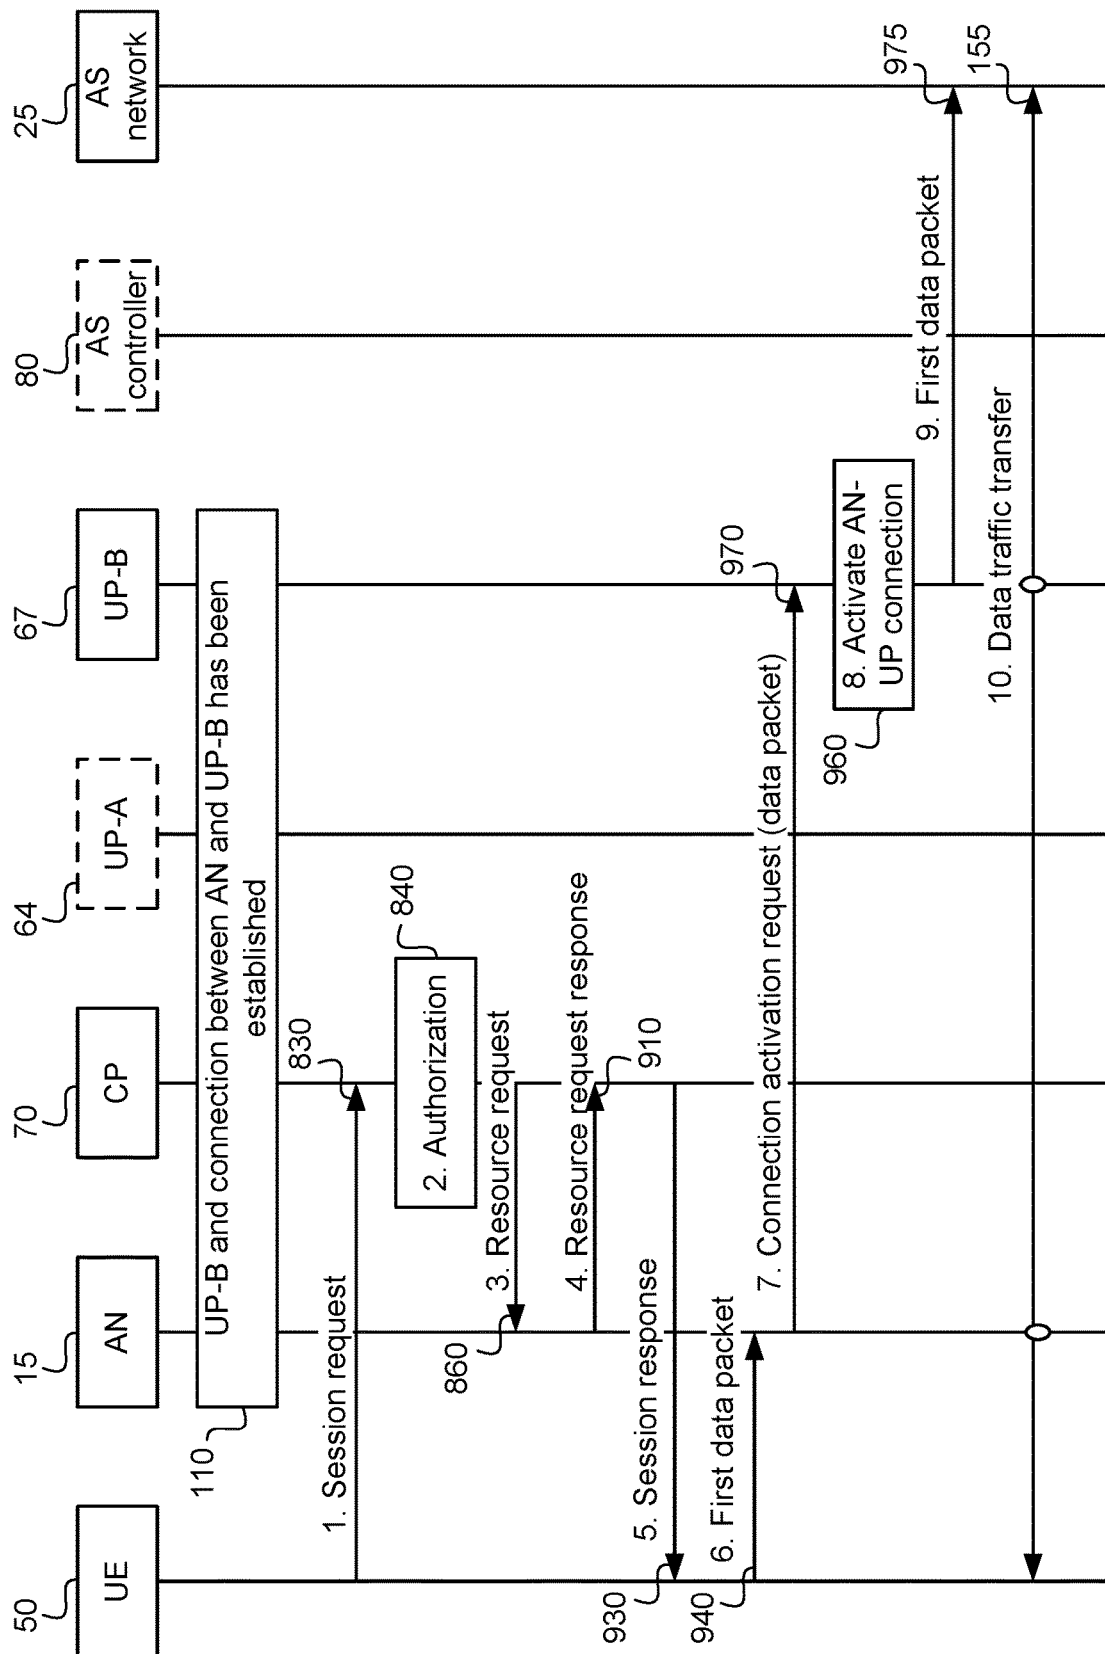 50
15
70
64
67
80
25
UE
AN
CP
UP-A
UP-B
AS
controller
AS
network
110
UP-B and connection between AN and UP-B has been
established
1. Session request
830
2. Authorization
840
3. Resource request
860
4. Resource request response
910
5. Session response
930
6. First data packet
940
7. Connection activation request (data packet)
970
8. Activate AN-
UP connection
960
9. First data packet
975
10. Data traffic transfer
155